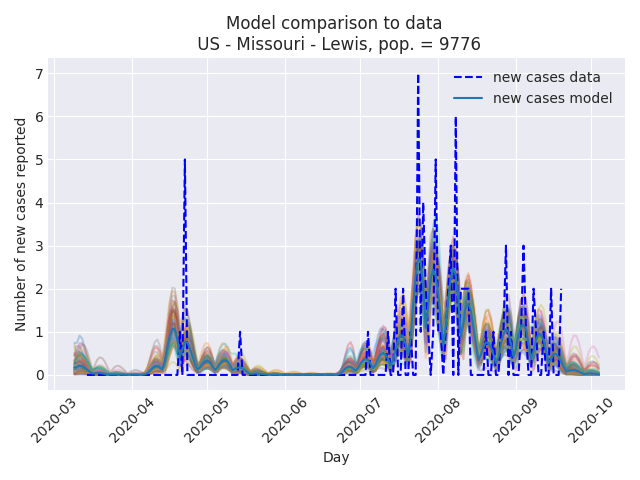 Model comparison to data
US - Missouri - Lewis, pop. = 9776
new cases data
new cases model
Number of new cases reported
7
6
5
4
3
2
1
0
2020-03
2020-04
2020-05
2020-06
2020-07
2020-08
2020-09
2020-10
Day